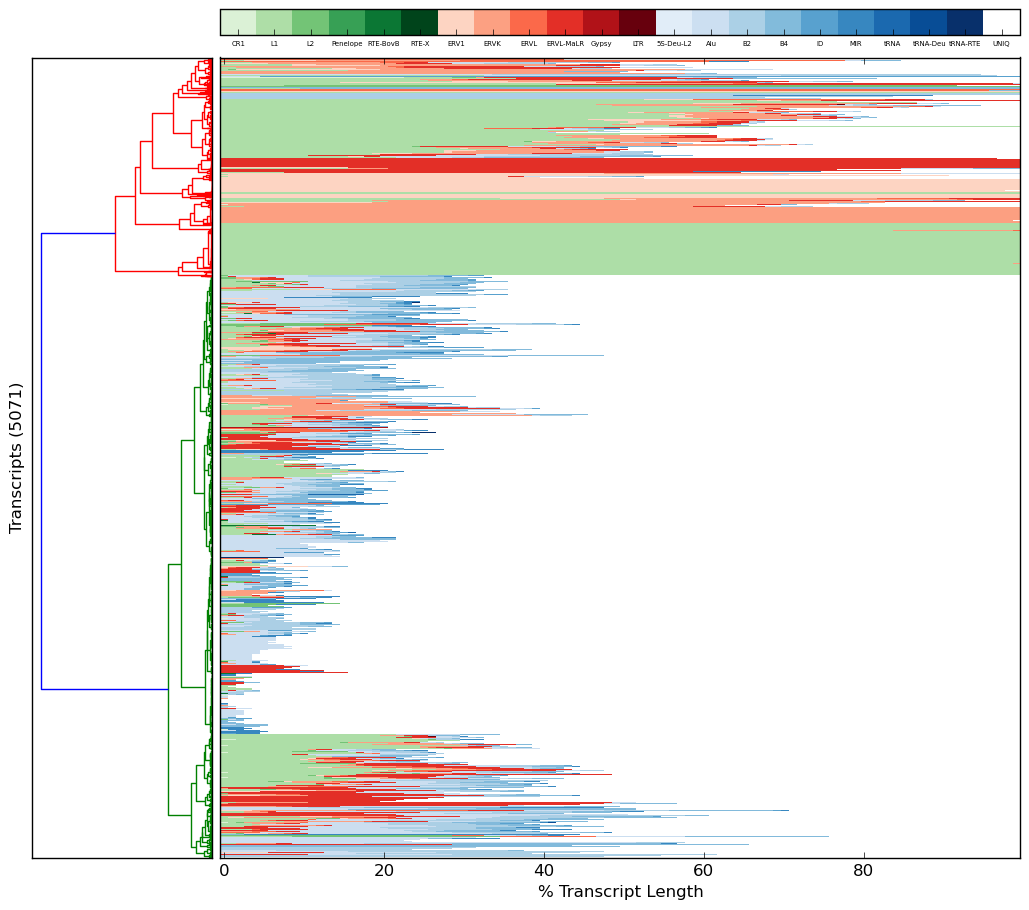 CR1 L1 L2 Penelope RTE-BovB RTE-X ERV1 ERVK ERVL ERVL-MaLR Gypsy LTR 5S-Deu-L2 Alu B2 B4 ID MIR tRNA tRNA-Deu tRNA-RTE UNIQ
Transcripts (5071)
0 20 40 60 80
% Transcript Length